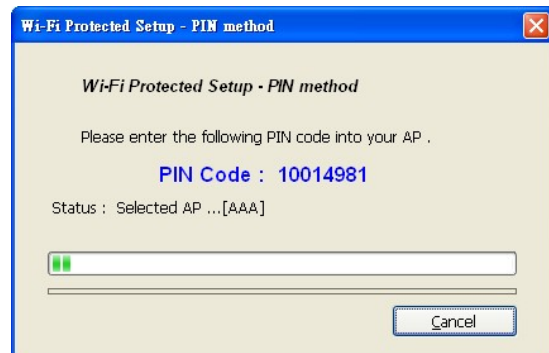 Wi-Fi Protected Setup - PIN method
Wi-Fi Protected Setup - PIN method
Please enter the following PIN code into your AP .
PIN Code : 10014981
Status : Selected AP ...[AAA]
Cancel